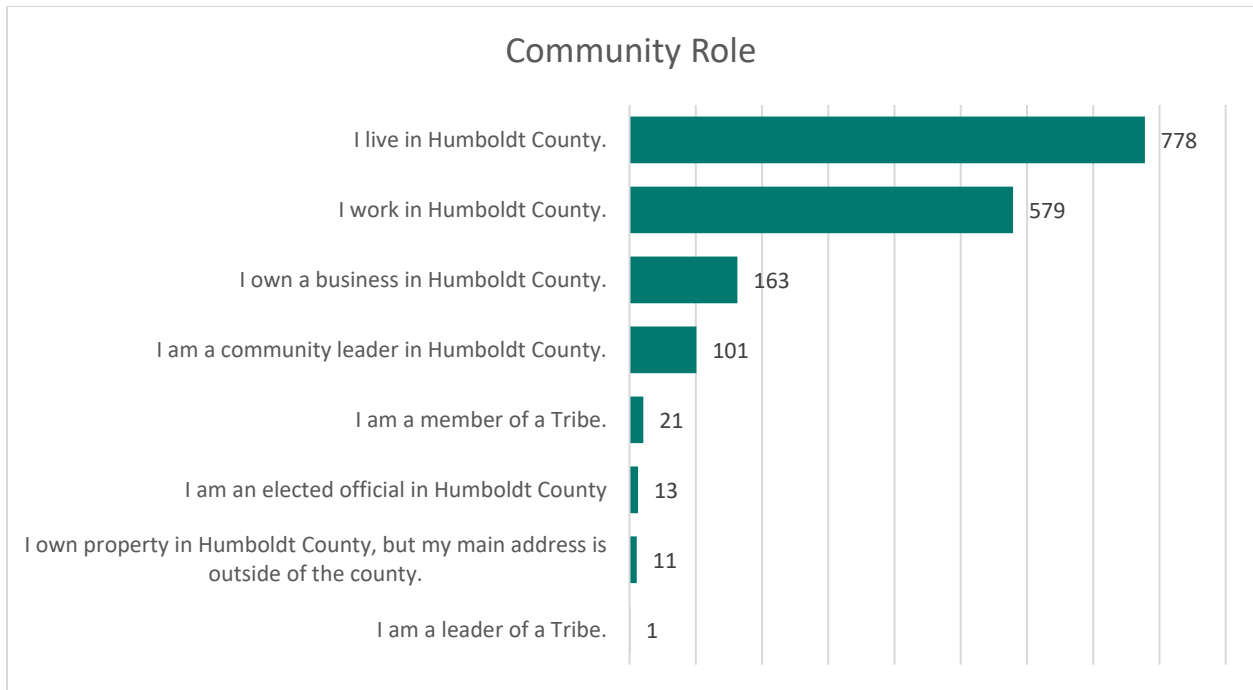 Community Role
I live in Humboldt County.
778
I work in Humboldt County.
579
I own a business in Humboldt County.
163
I am a community leader in Humboldt County.
101
I am a member of a Tribe.
21
I am an elected official in Humboldt County
13
I own property in Humboldt County, but my main address is
outside of the county.
11
I am a leader of a Tribe.
1